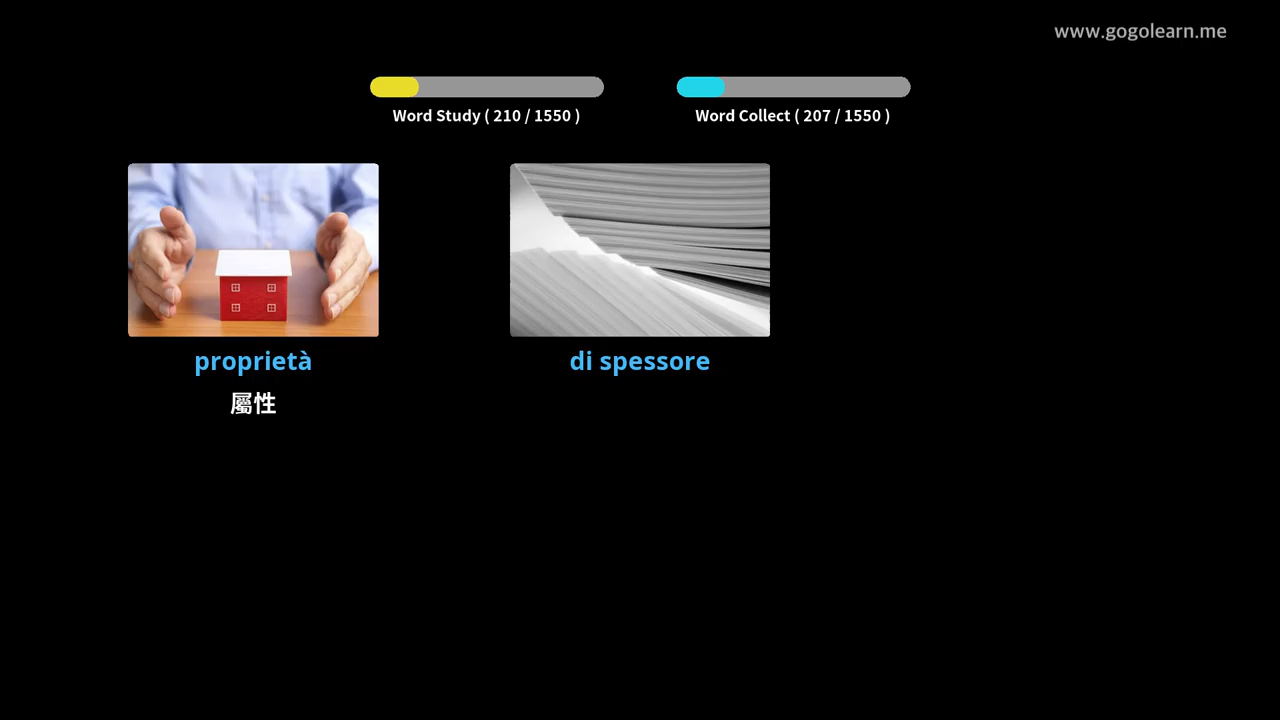 www.gogolearn.me
Word Study ( 210 / 1550 )
Word Collect ( 207 / 1550 )
proprietà
di spessore
屬性